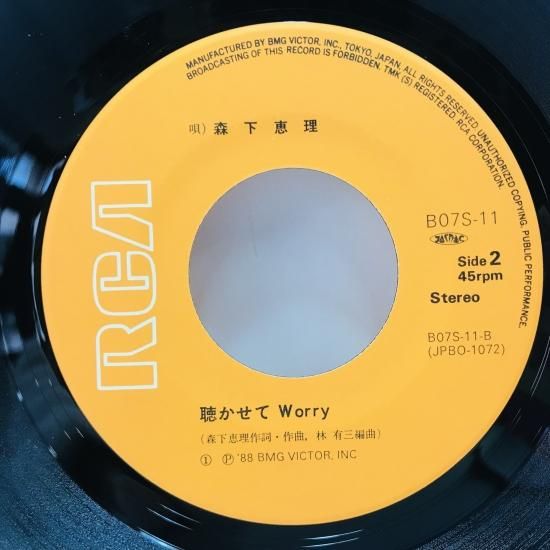 MANUFACTURED BY BMG VICTOR, INC., TOKYO, JAPAN. ALL RIGHTS RESERVED. UNAUTHORIZED COPYING, PUBLIC PERFORMANCE,
BROADCASTING OF THIS RECORD IS FORBIDDEN. TMK (S) REGISTERED. RCA CORPORATION.
唄) 森下恵理
RCA
B07S-11
JASRAC
Side 2
45rpm
Stereo
B07S-11-B
(JPBO-1072)
聴かせて Worry
(森下恵理作詞・作曲, 林 有三編曲)
① Ⓟ '88 BMG VICTOR, INC